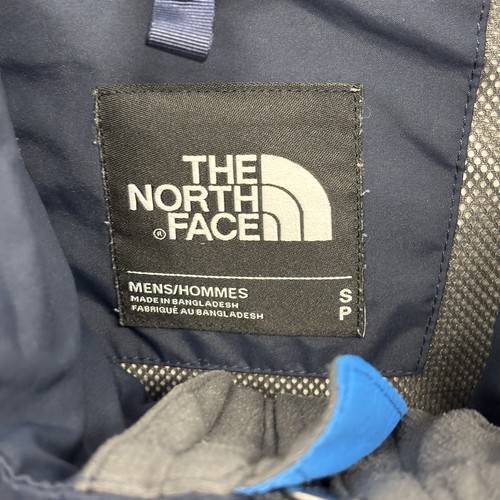 THE
NORTH
® FACE
MENS/HOMMES
MADE IN BANGLADESH
FABRIQUÉ AU BANGLADESH
S
P